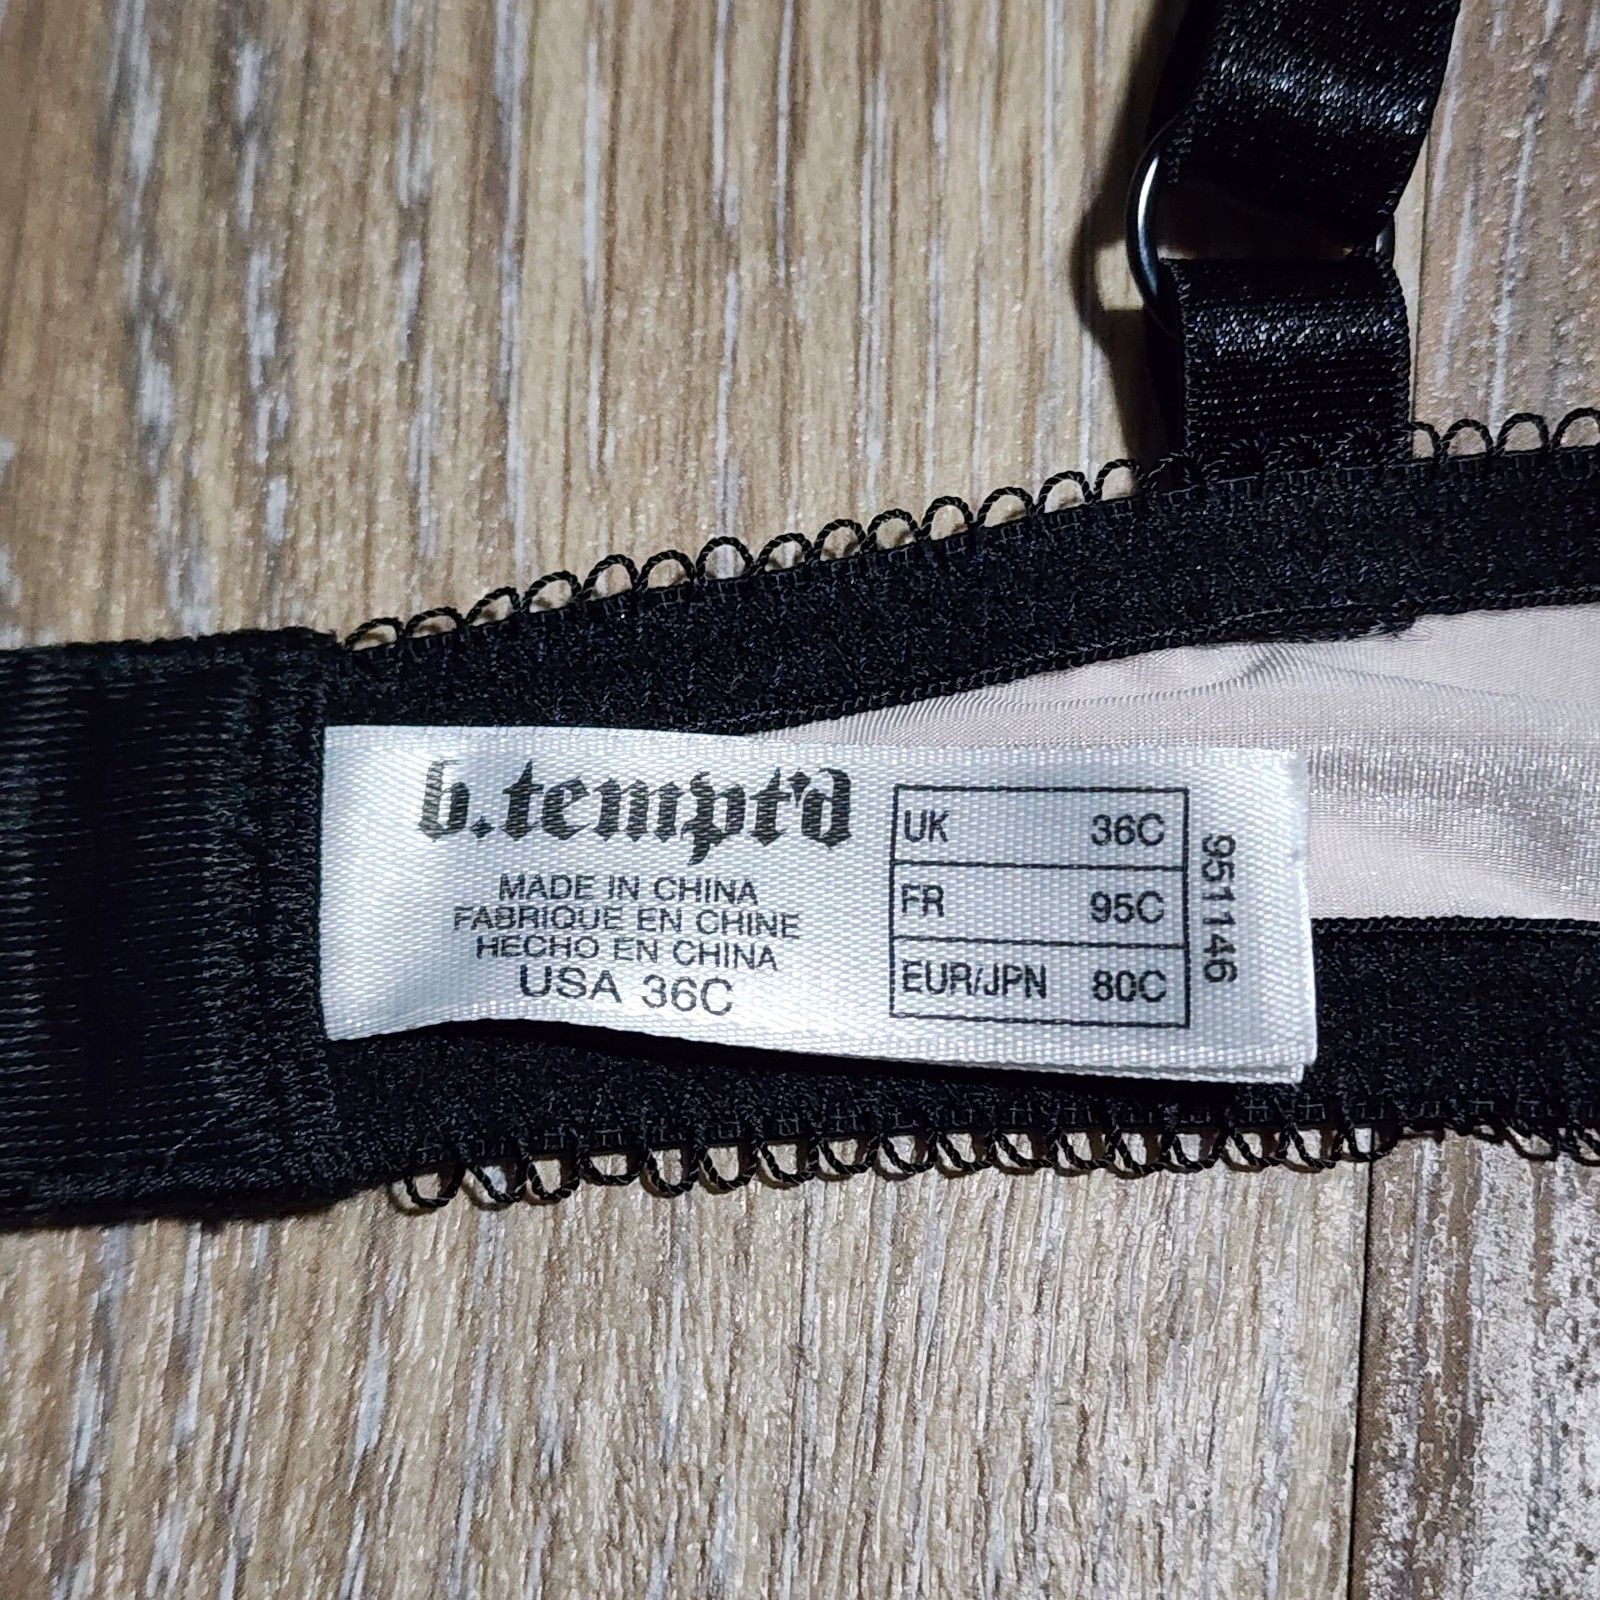 b.tempt'd
MADE IN CHINA
FABRIQUE EN CHINE
HECHO EN CHINA
USA 36C
UK 36C
FR 95C
EUR/JPN 80C
951146